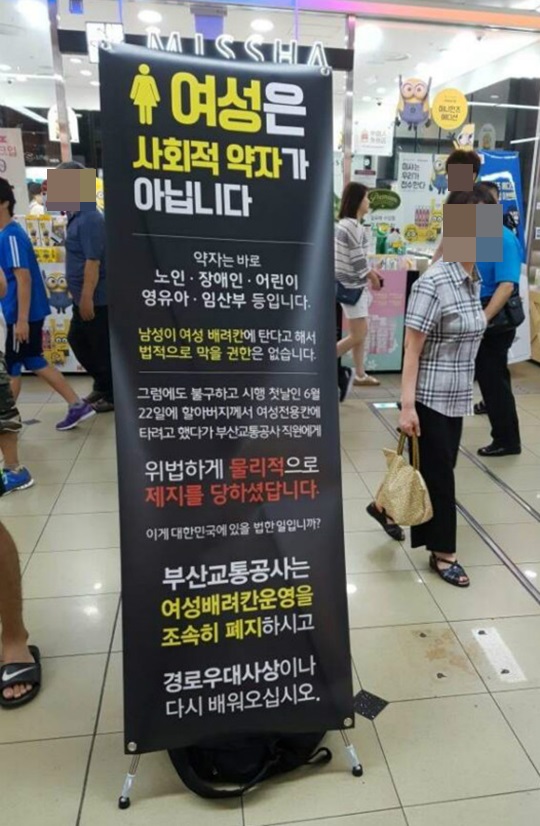 MISSHA
여성은
사회적 약자가
아닙니다
약자는 바로
노인 · 장애인 · 어린이
영유아 · 임산부 등입니다.
남성이 여성 배려칸에 탄다고 해서
법적으로 막을 권한은 없습니다.
그럼에도 불구하고 시행 첫날인 6월
22일에 할아버지께서 여성전용칸에
타려고 했다가 부산교통공사 직원에게
위법하게 물리적으로
제지를 당하셨답니다.
이게 대한민국에 있을 법한 일입니까?
부산교통공사는
여성배려칸운영을
조속히 폐지하시고
경로우대사상이나
다시 배워오십시오.